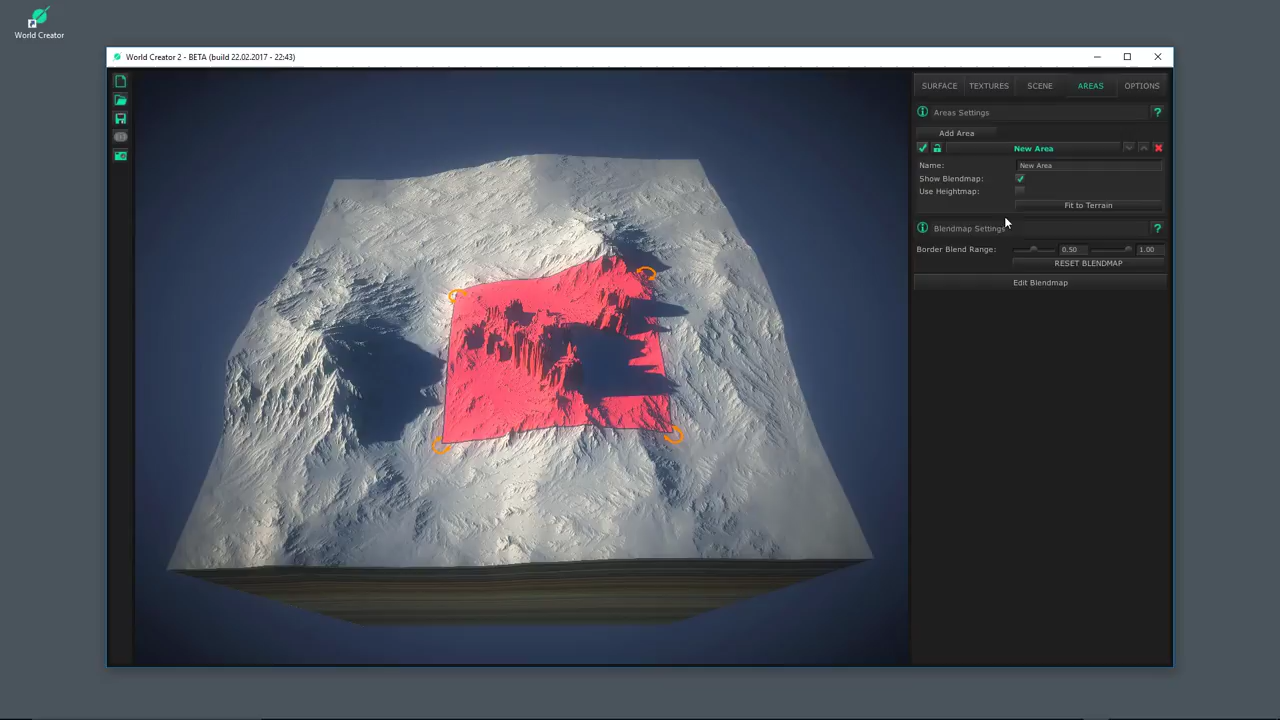 World Creator
World Creator 2 - BETA (build 22.02.2017 - 22:43)
SURFACE TEXTURES SCENE AREAS OPTIONS
Areas Settings ?
Add Area
New Area
Name: New Area
Show Blendmap:
Use Heightmap:
Fit to Terrain
Blendmap Settings ?
Border Blend Range: 0.50 1.00
RESET BLENDMAP
Edit Blendmap